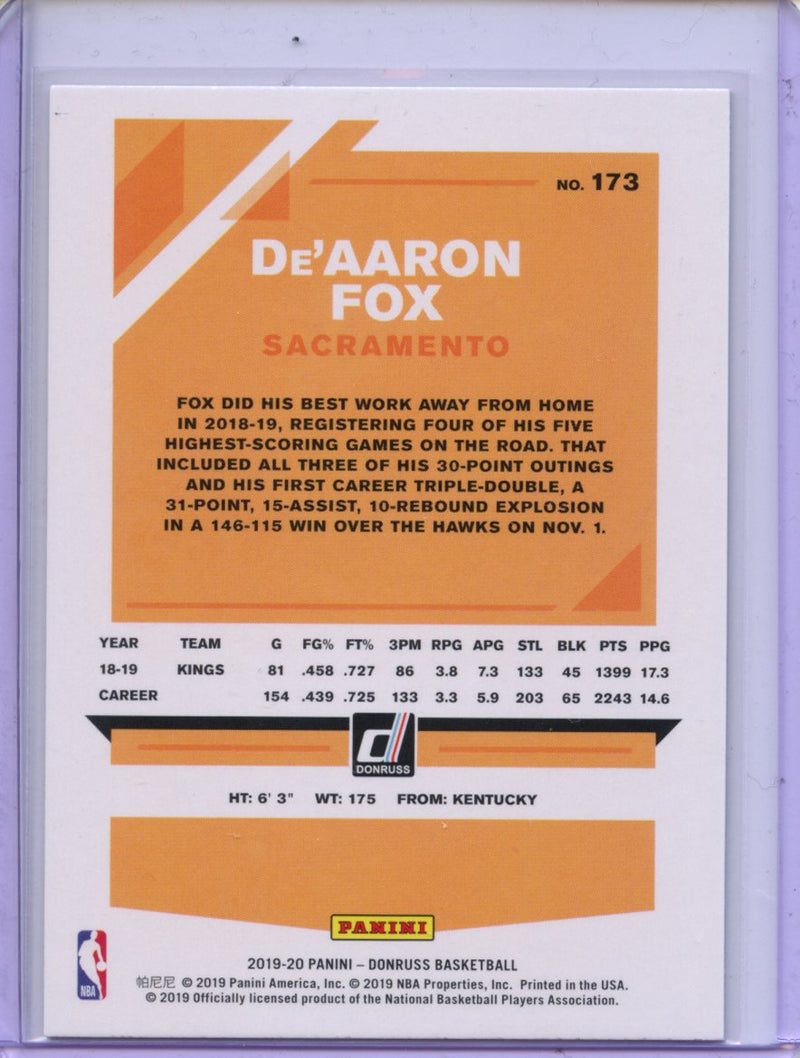 NO. 173
DE'AARON
FOX
SACRAMENTO
FOX DID HIS BEST WORK AWAY FROM HOME
IN 2018-19, REGISTERING FOUR OF HIS FIVE
HIGHEST-SCORING GAMES ON THE ROAD. THAT
INCLUDED ALL THREE OF HIS 30-POINT OUTINGS
AND HIS FIRST CAREER TRIPLE-DOUBLE, A
31-POINT, 15-ASSIST, 10-REBOUND EXPLOSION
IN A 146-115 WIN OVER THE HAWKS ON NOV. 1.
YEAR TEAM G FG% FT% 3PM RPG APG STL BLK PTS PPG
18-19 KINGS 81 .458 .727 86 3.8 7.3 133 45 1399 17.3
CAREER 154 .439 .725 133 3.3 5.9 203 65 2243 14.6
d
DONRUSS
HT: 6' 3" WT: 175 FROM: KENTUCKY
PANINI
NBA
2019-20 PANINI – DONRUSS BASKETBALL
帕尼尼 © 2019 Panini America, Inc. © 2019 NBA Properties, Inc. Printed in the USA.
© 2019 Officially licensed product of the National Basketball Players Association.